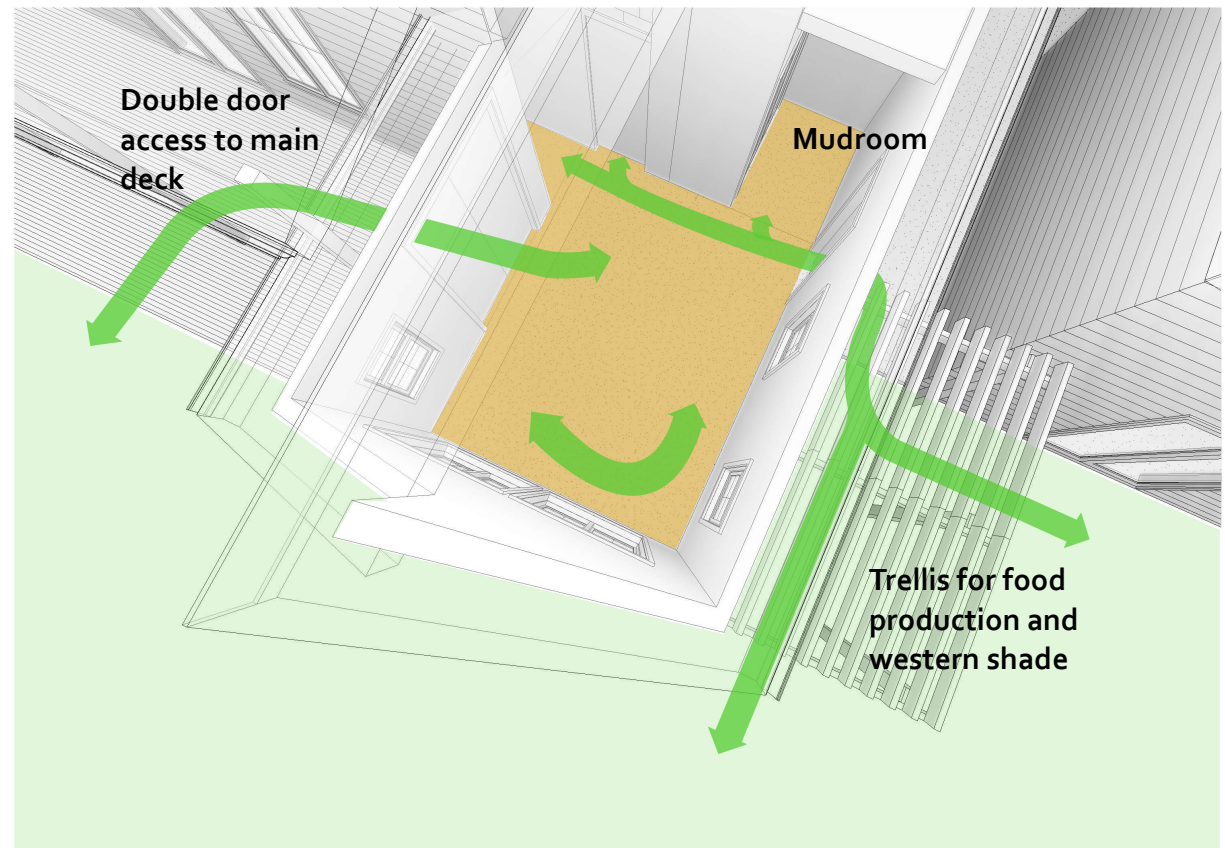 Double door
access to main
deck
Mudroom
Trellis for food
production and
western shade